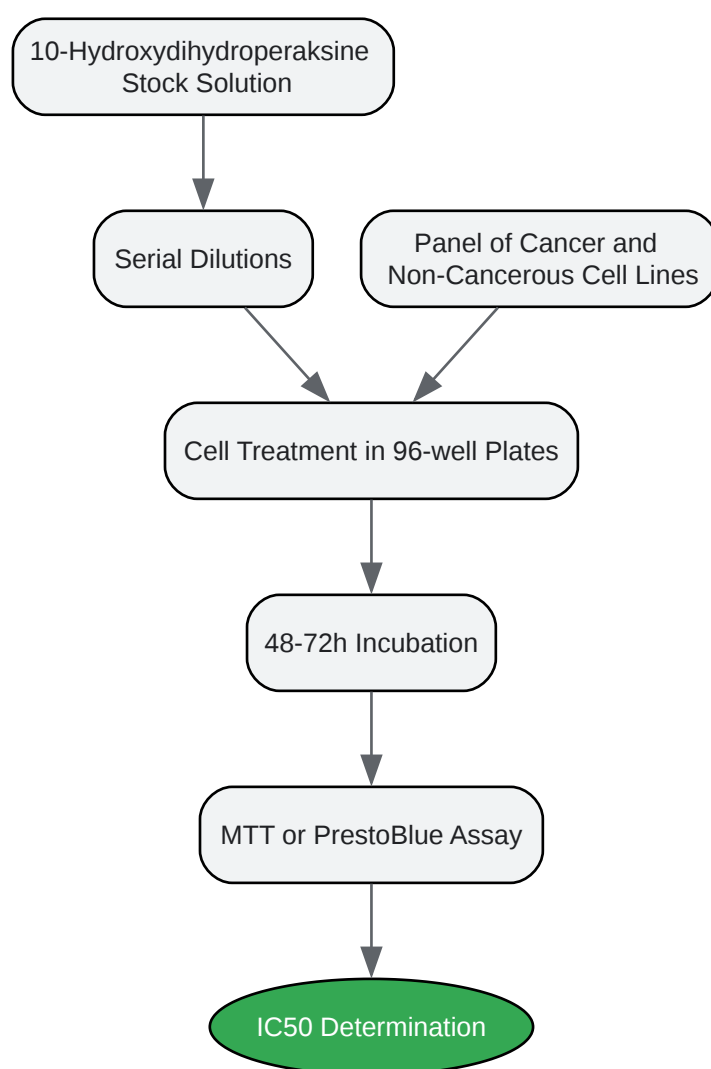 10-Hydroxydihydroperaksine
Stock Solution
Serial Dilutions
Panel of Cancer and
Non-Cancerous Cell Lines
Cell Treatment in 96-well Plates
48-72h Incubation
MTT or PrestoBlue Assay
IC50 Determination